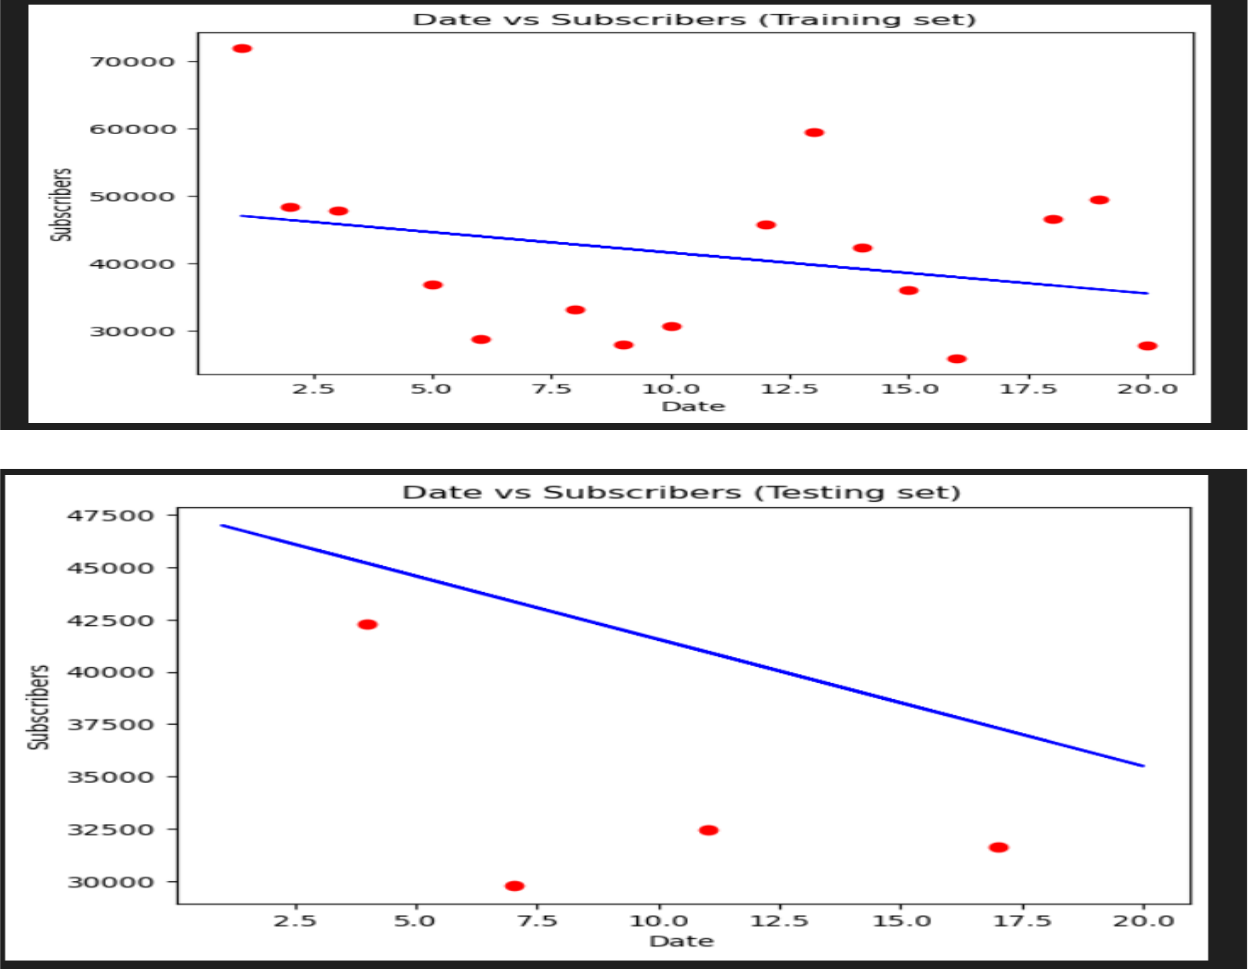 Date vs Subscribers (Training set)
70000
60000
50000
40000
30000
Subscribers
2.5 5.0 7.5 10.0 12.5 15.0 17.5 20.0
Date
Date vs Subscribers (Testing set)
47500
45000
42500
40000
37500
35000
32500
30000
Subscribers
2.5 5.0 7.5 10.0 12.5 15.0 17.5 20.0
Date